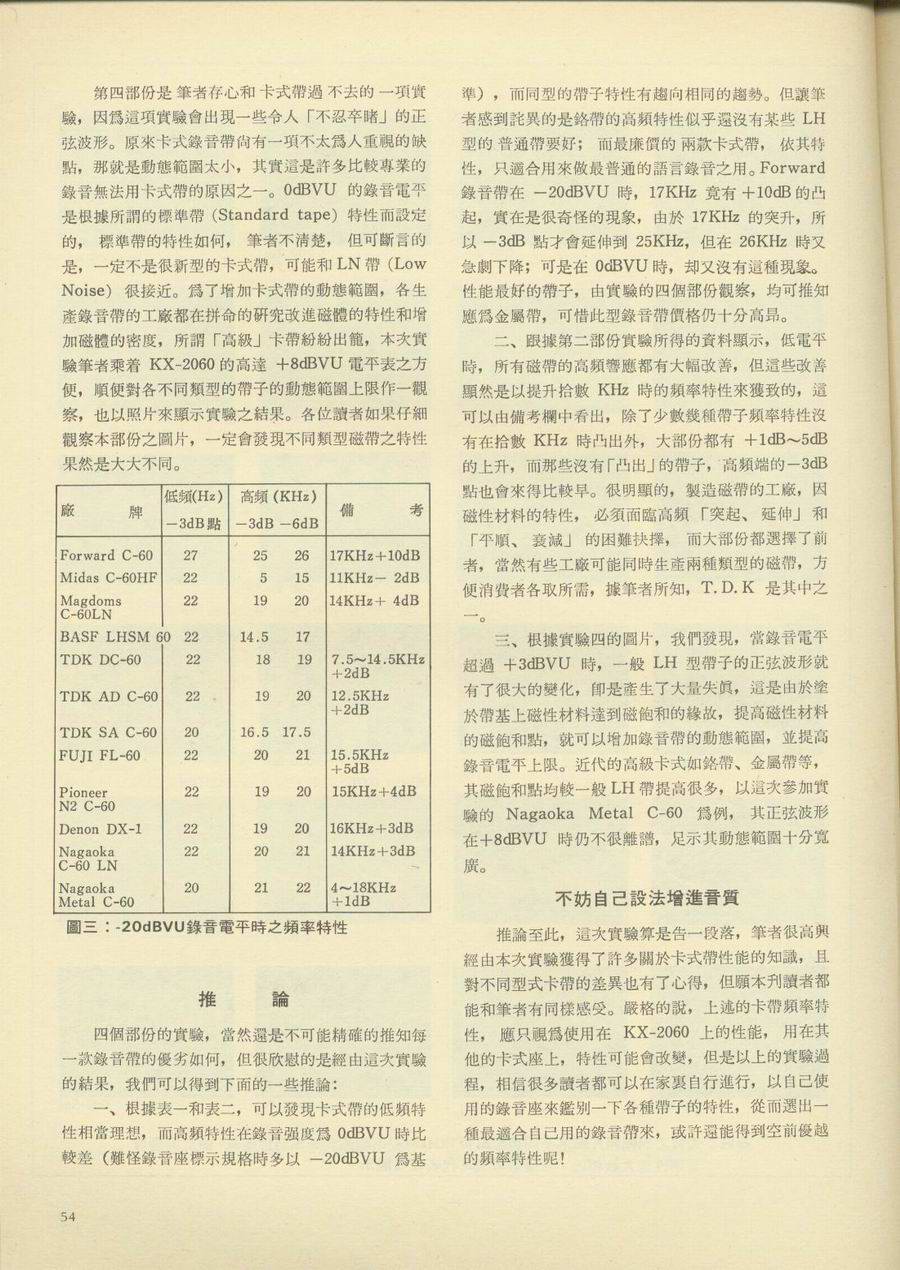 第四部份是筆者存心和卡式帶過不去的一項實
驗,因爲這項實驗會出現一些令人「不忍卒睹」的正
弦波形。原來卡式錄音帶尙有一項不太爲人重視的缺
點,那就是動態範圍太小,其實這是許多比較專業的
錄音無法用卡式帶的原因之一。0dBVU 的錄音電平
是根據所謂的標準帶(Standard tape)特性而設定
的,標準帶的特性如何,筆者不清楚,但可斷言的
是,一定不是很新型的卡式帶,可能和 LN 帶(Low
Noise)很接近。爲了增加卡式帶的動態範圍,各生
產錄音帶的工廠都在拼命的研究改進磁體的特性和增
加磁體的密度,所謂「高級」卡帶紛紛出籠,本次實
驗筆者乘着 KX-2060 的高達 +8dBVU 電平表之方
便,順便對各不同類型的帶子的動態範圍上限作一觀
察,也以照片來顯示實驗之結果。各位讀者如果仔細
觀察本部份之圖片,一定會發現不同類型磁帶之特性
果然是大大不同。
廠 牌 低頻(Hz) 高頻 (KHz) 備 考
-3dB點 -3dB -6dB
Forward C-60 27 25 26 17KHz+10dB
Midas C-60HF 22 5 15 11KHz- 2dB
Magdoms 22 19 20 14KHz+ 4dB
C-60LN
BASF LHSM 60 22 14.5 17
TDK DC-60 22 18 19 7.5~14.5KHz
+2dB
TDK AD C-60 22 19 20 12.5KHz
+2dB
TDK SA C-60 20 16.5 17.5
FUJI FL-60 22 20 21 15.5KHz
+5dB
Pioneer 22 19 20 15KHz+4dB
N2 C-60
Denon DX-1 22 19 20 16KHz+3dB
Nagaoka 22 20 21 14KHz+3dB
C-60 LN
Nagaoka 20 21 22 4~18KHz
Metal C-60 +1dB
圖三:-20dBVU錄音電平時之頻率特性
推 論
四個部份的實驗,當然還是不可能精確的推知每
一款錄音帶的優劣如何,但很欣慰的是經由這次實驗
的結果,我們可以得到下面的一些推論:
一、根據表一和表二,可以發現卡式帶的低頻特
性相當理想,而高頻特性在錄音强度爲 0dBVU 時比
較差(難怪錄音座標示規格時多以 -20dBVU 爲基
準),而同型的帶子特性有趨向相同的趨勢。但讓筆
者感到詫異的是鉻帶的高頻特性似乎還沒有某些 LH
型的普通帶要好;而最廉價的兩款卡式帶,依其特
性,只適合用來做最普通的語言錄音之用。Forward
錄音帶在 -20dBVU 時,17KHz 竟有 +10dB 的凸
起,實在是很奇怪的現象,由於 17KHz 的突升,所
以 -3dB 點才會延伸到 25KHz,但在 26KHz 時又
急劇下降;可是在 0dBVU 時,却又沒有這種現象。
性能最好的帶子,由實驗的四個部份觀察,均可推知
應爲金屬帶,可惜此型錄音帶價格仍十分高昂。
二、跟據第二部份實驗所得的資料顯示,低電平
時,所有磁帶的高頻響應都有大幅改善,但這些改善
顯然是以提升拾數 KHz 時的頻率特性來獲致的,這
可以由備考欄中看出,除了少數幾種帶子頻率特性沒
有在拾數 KHz 時凸出外,大部份都有 +1dB~5dB
的上升,而那些沒有「凸出」的帶子,高頻端的-3dB
點也會來得比較早。很明顯的,製造磁帶的工廠,因
磁性材料的特性,必須面臨高頻「突起、延伸」和
「平順、衰減」的困難抉擇,而大部份都選擇了前
者,當然有些工廠可能同時生產兩種類型的磁帶,方
便消費者各取所需,據筆者所知,T.D.K 是其中之
一。
三、根據實驗四的圖片,我們發現,當錄音電平
超過 +3dBVU 時,一般 LH 型帶子的正弦波形就
有了很大的變化,卽是產生了大量失眞,這是由於塗
於帶基上磁性材料達到磁飽和的緣故,提高磁性材料
的磁飽和點,就可以增加錄音帶的動態範圍,並提高
錄音電平上限。近代的高級卡式如鉻帶、金屬帶等,
其磁飽和點均較一般 LH 帶提高很多,以這次參加實
驗的 Nagaoka Metal C-60 爲例,其正弦波形
在+8dBVU 時仍不很離譜,足示其動態範圍十分寬
廣。
不妨自己設法增進音質
推論至此,這次實驗算是告一段落,筆者很高興
經由本次實驗獲得了許多關於卡式帶性能的知識,且
對不同型式卡帶的差異也有了心得,但願本刋讀者都
能和筆者有同樣感受。嚴格的說,上述的卡帶頻率特
性,應只視爲使用在 KX-2060 上的性能,用在其
他的卡式座上,特性可能會改變,但是以上的實驗過
程,相信很多讀者都可以在家裏自行進行,以自己使
用的錄音座來鑑别一下各種帶子的特性,從而選出一
種最適合自己用的錄音帶來,或許還能得到空前優越
的頻率特性呢!
54